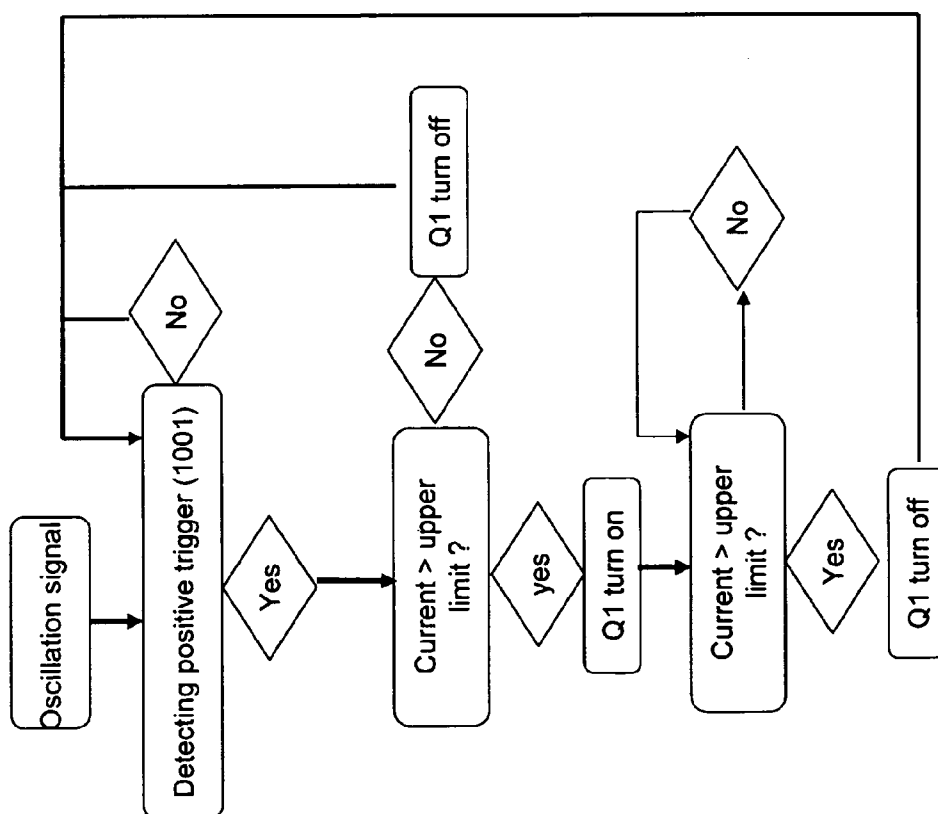 Oscillation signal
Detecting positive trigger (1001)
No
Yes
Current > upper
limit ?
No
Q1 turn off
yes
Q1 turn on
Current > upper
limit ?
No
Yes
Q1 turn off